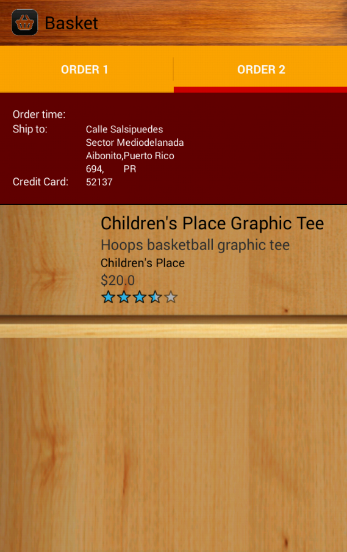 Basket
ORDER 1
ORDER 2
Order time:
Ship to: Calle Salsipuedes
Sector Mediodelanada
Aibonito,Puerto Rico
694, PR
Credit Card: 52137
Children's Place Graphic Tee
Hoops basketball graphic tee
Children's Place
$20.0